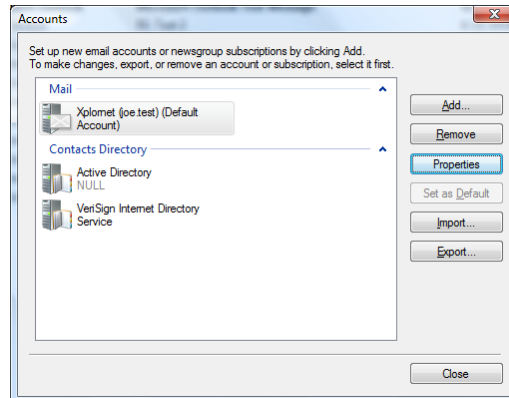 Accounts
Set up new email accounts or newsgroup subscriptions by clicking Add.
To make changes, export, or remove an account or subscription, select it first.
Mail
Xplornet (joe.test) (Default
Account)
Contacts Directory
Active Directory
NULL
VeriSign Internet Directory
Service
Add...
Remove
Properties
Set as Default
Import...
Export...
Close